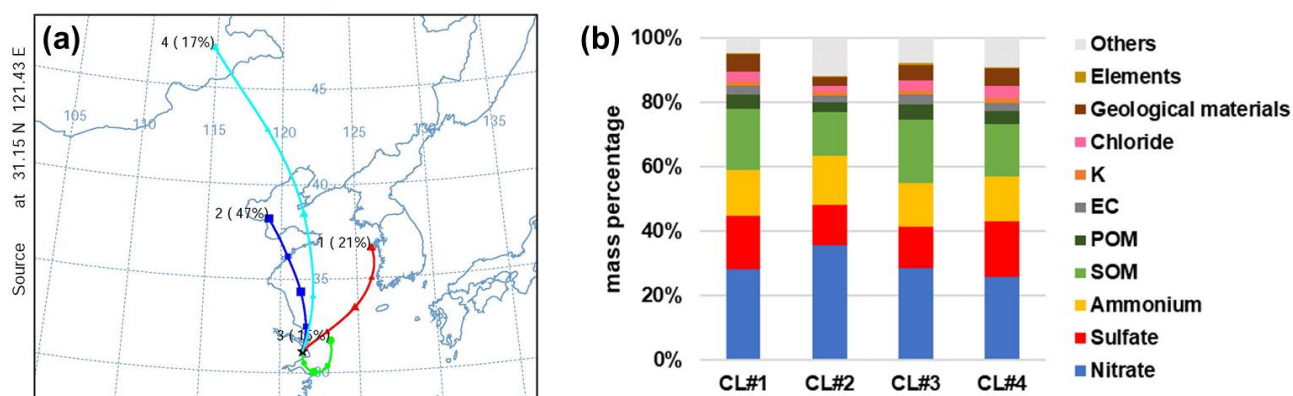 (a)
Source at 31.15 N 121.43 E
4 ( 17%)
45
105
110
115
120
125
130
135
40
2 ( 47%)
1 ( 21%)
35
3 ( 15%)
30
(b)
mass percentage
100%
80%
60%
40%
20%
0%
CL#1
CL#2
CL#3
CL#4
Others
Elements
Geological materials
Chloride
K
EC
POM
SOM
Ammonium
Sulfate
Nitrate